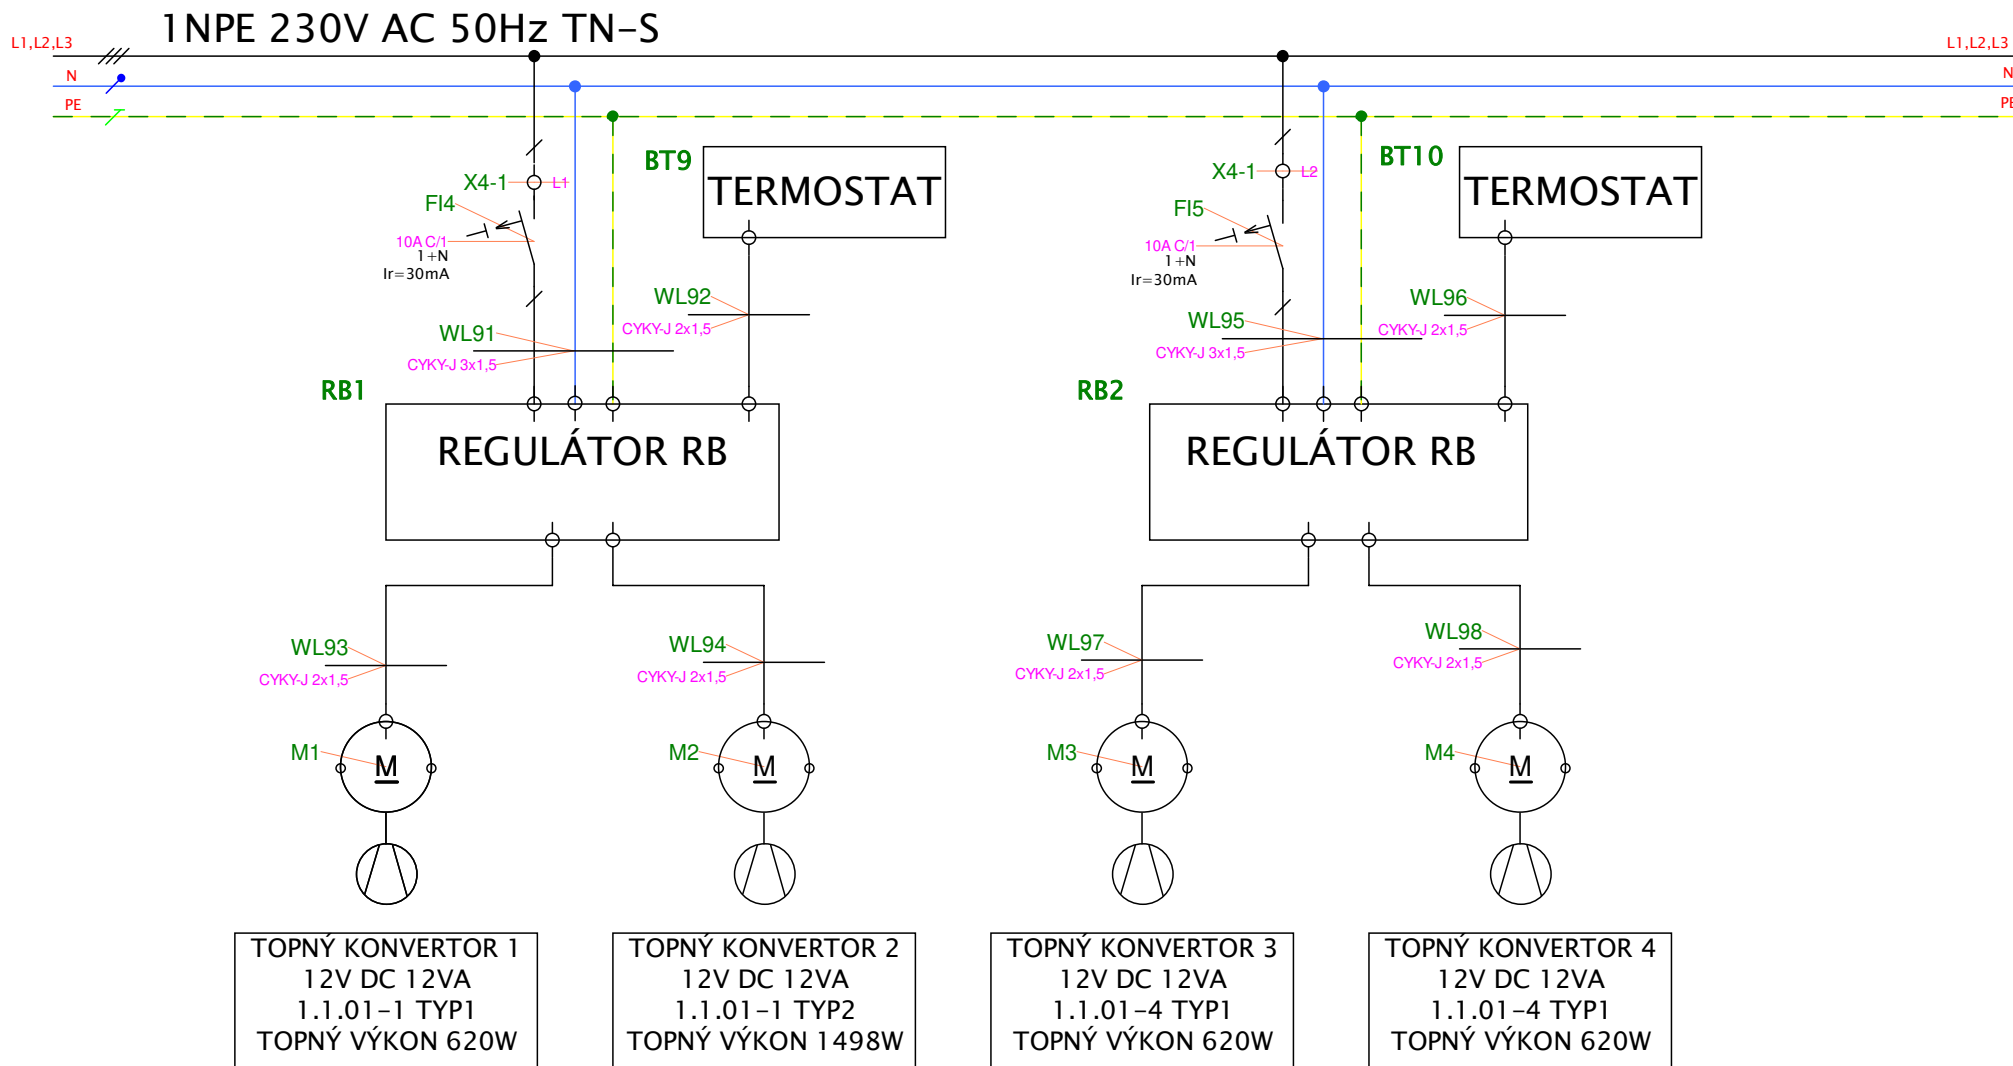 1NPE 230V AC 50Hz TN-S
L1,L2,L3
L1,L2,L3
N
N
PE
PE
BT9
TERMOSTAT
BT10
TERMOSTAT
X4-1
L1
X4-1
L2
FI4
10A C/1
1+N
Ir=30mA
FI5
10A C/1
1+N
Ir=30mA
WL92
CYKY-J 2x1,5
WL96
CYKY-J 2x1,5
WL91
CYKY-J 3x1,5
WL95
CYKY-J 3x1,5
RB1
REGULÁTOR RB
RB2
REGULÁTOR RB
WL93
CYKY-J 2x1,5
WL94
CYKY-J 2x1,5
WL97
CYKY-J 2x1,5
WL98
CYKY-J 2x1,5
M1
M
M2
M
M3
M
M4
M
TOPNÝ KONVERTOR 1
12V DC 12VA
1.1.01-1 TYP1
TOPNÝ VÝKON 620W
TOPNÝ KONVERTOR 2
12V DC 12VA
1.1.01-1 TYP2
TOPNÝ VÝKON 1498W
TOPNÝ KONVERTOR 3
12V DC 12VA
1.1.01-4 TYP1
TOPNÝ VÝKON 620W
TOPNÝ KONVERTOR 4
12V DC 12VA
1.1.01-4 TYP1
TOPNÝ VÝKON 620W